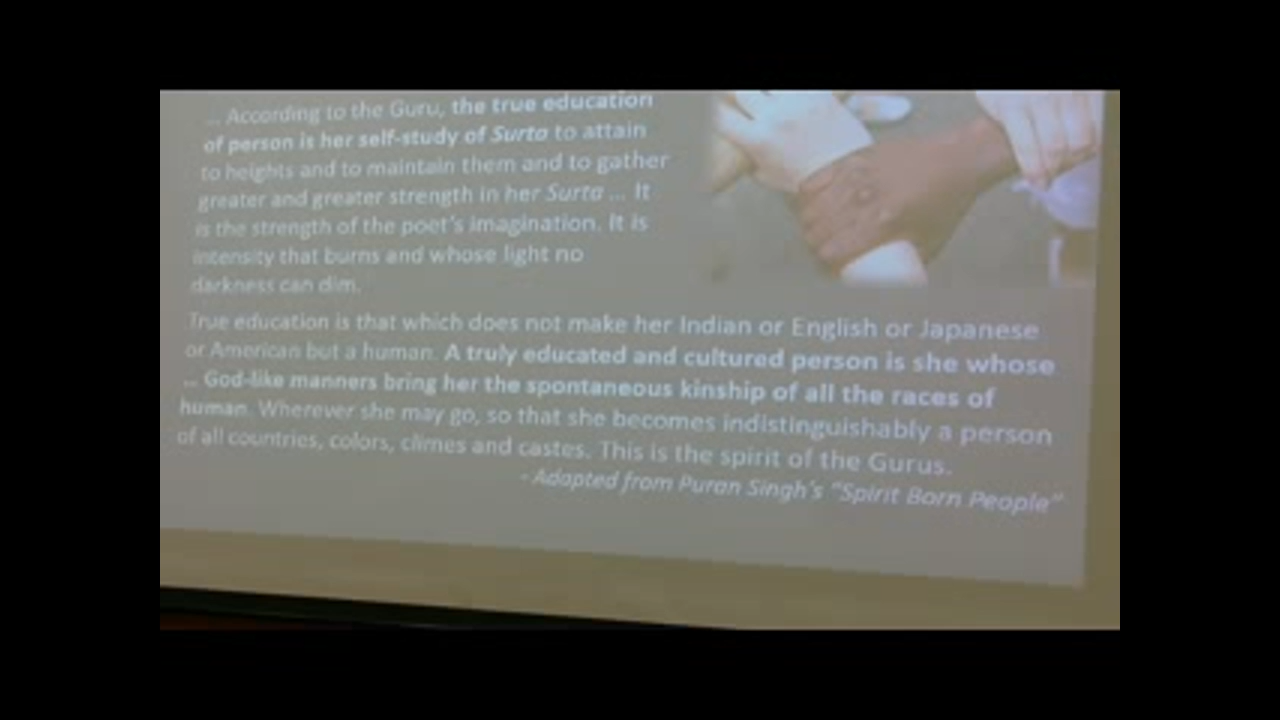 ... According to the Guru, the true education
of person is her self-study of Surta to attain
to heights and to maintain them and to gather
greater and greater strength in her Surta ... It
is the strength of the poet's imagination. It is
intensity that burns and whose light no
darkness can dim.
True education is that which does not make her Indian or English or Japanese
or American but a human. A truly educated and cultured person is she whose
... God-like manners bring her the spontaneous kinship of all the races of
human. Wherever she may go, so that she becomes indistinguishably a person
of all countries, colors, climes and castes. This is the spirit of the Gurus.
- Adapted from Puran Singh's "Spirit Born People"